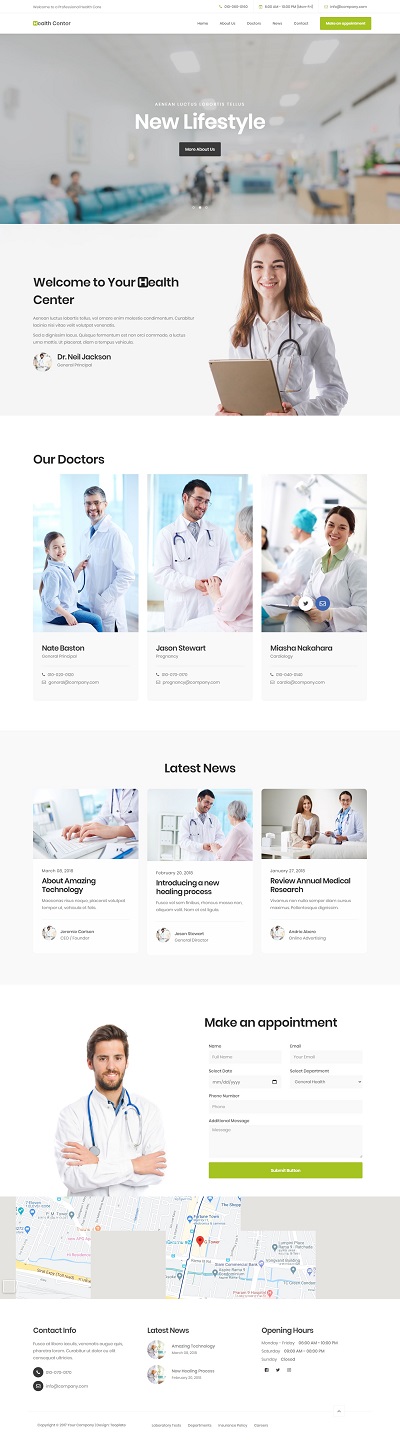 Welcome to a Professional Health Care
010-060-0160
6:00 AM - 10:00 PM (Mon-Fri)
info@company.com
Health Center
Home
About Us
Doctors
News
Contact
Make an appointment
AENEAN LUCTUS LOBORTIS TELLUS
New Lifestyle
More About Us
Welcome to Your Health
Center
Aenean luctus lobortis tellus, vel ornare enim molestie condimentum. Curabitur
lacinia nisi vitae velit volutpat venenatis.
Sed a dignissim lacus. Quisque fermentum est non orci commodo, a luctus
urna mattis. Ut placerat, diam a tempus vehicula.
Dr. Neil Jackson
General Principal
Our Doctors
Nate Baston
General Principal
010-020-0120
general@company.com
Jason Stewart
Pregnancy
010-070-0170
pregnancy@company.com
Miasha Nakahara
Cardiology
010-040-0140
cardio@company.com
Latest News
March 08, 2018
About Amazing
Technology
Maecenas risus neque, placerat volutpat
tempor ut, vehicula et felis.
Jeremie Carlson
CEO / Founder
February 20, 2018
Introducing a new
healing process
Fusce vel sem finibus, rhoncus massa non,
aliquam velit. Nam et est ligula.
Jason Stewart
General Director
January 27, 2018
Review Annual Medical
Research
Vivamus non nulla semper diam cursus
maximus. Pellentesque dignissim.
Andrio Abero
Online Advertising
Make an appointment
Name
Email
Full Name
Your Email
Select Date
Select Department
mm/dd/yyyy
General Health
Phone Number
Phone
Additional Message
Message
Submit Button
Fortune Town
G Tower
Contact Info
Fusce at libero iaculis, venenatis augue quis,
pharetra lorem. Curabitur ut dolor eu elit
consequat ultricies.
010-070-0170
info@company.com
Latest News
Amazing Technology
March 08, 2018
New Healing Process
February 20, 2018
Opening Hours
Monday - Friday 06:00 AM - 10:00 PM
Saturday 09:00 AM - 08:00 PM
Sunday Closed
Copyright © 2017 Your Company | Design: Tooplate
Laboratory Tests
Departments
Insurance Policy
Careers